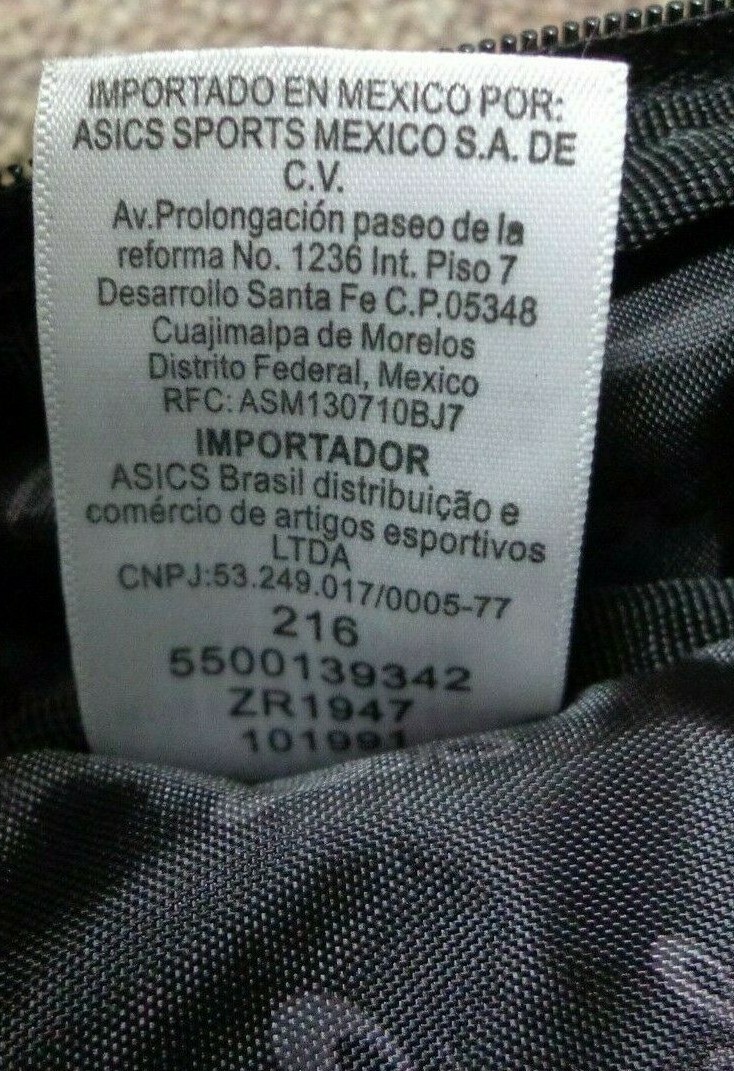 IMPORTADO EN MEXICO POR:
ASICS SPORTS MEXICO S.A. DE
C.V.
Av.Prolongación paseo de la
reforma No. 1236 Int. Piso 7
Desarrollo Santa Fe C.P.05348
Cuajimalpa de Morelos
Distrito Federal, Mexico
RFC: ASM130710BJ7
IMPORTADOR
ASICS Brasil distribuição e
comércio de artigos esportivos
LTDA
CNPJ:53.249.017/0005-77
216
5500139342
ZR1947
101991